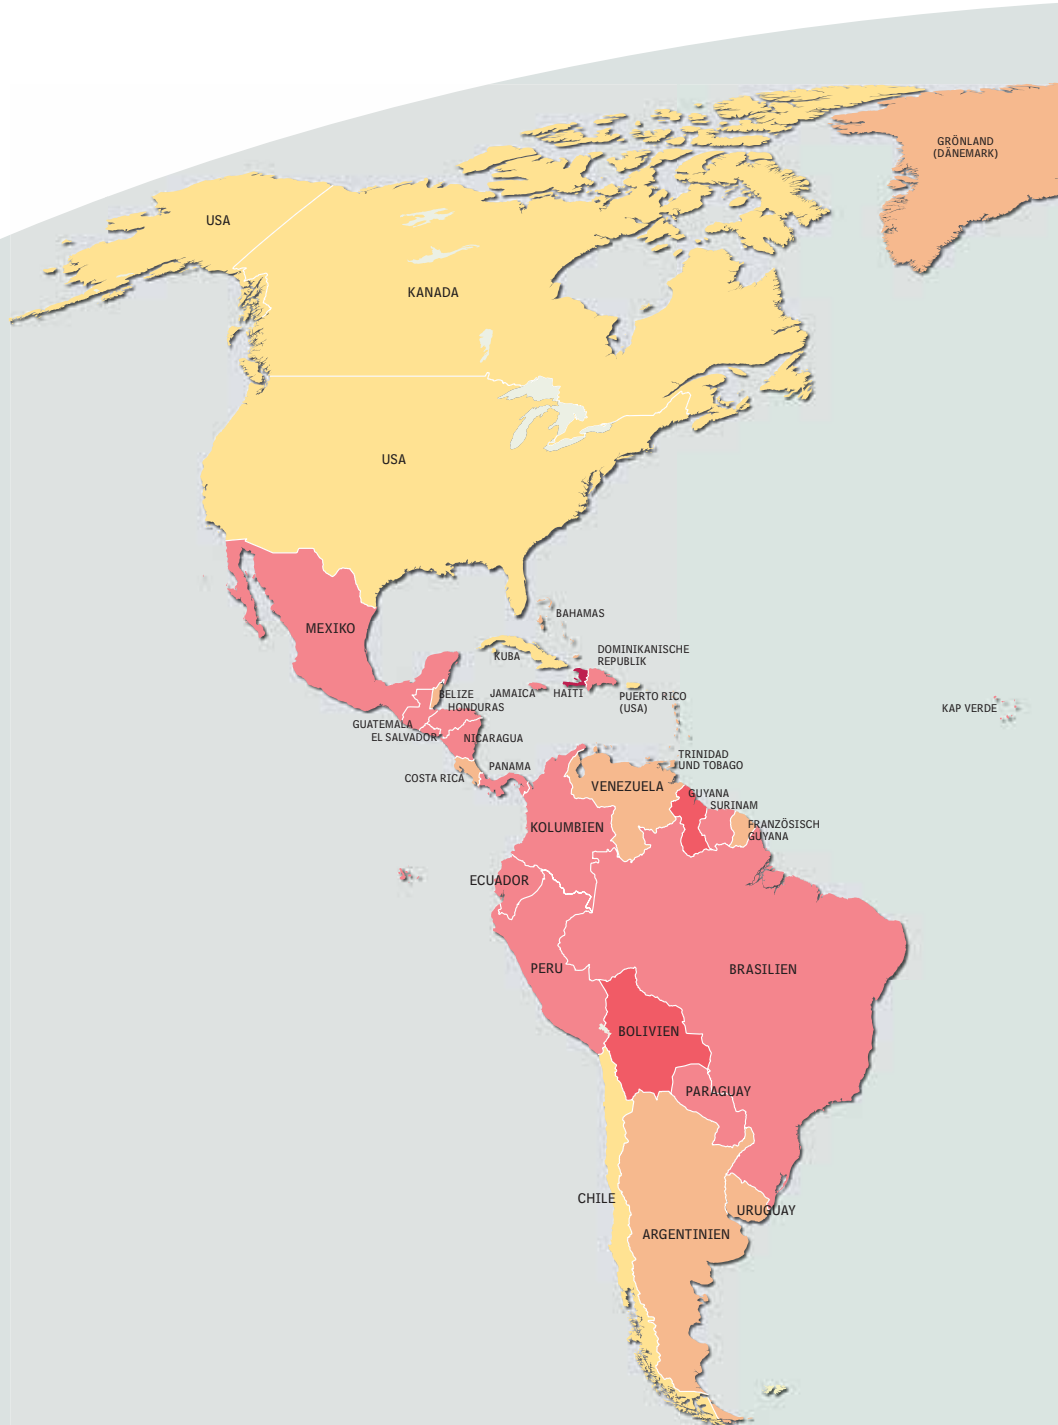 GRÖNLAND
(DÄNEMARK)
USA
KANADA
USA
BAHAMAS
MEXIKO
DOMINIKANISCHE
REPUBLIK
KUBA
BELIZE
JAMAICA
HAITI
PUERTO RICO
(USA)
HONDURAS
KAP VERDE
GUATEMALA
EL SALVADOR
NICARAGUA
TRINIDAD
UND TOBAGO
PANAMA
COSTA RICA
VENEZUELA
GUYANA
SURINAM
FRANZÖSISCH
GUYANA
KOLUMBIEN
ECUADOR
PERU
BRASILIEN
BOLIVIEN
PARAGUAY
CHILE
URUGUAY
ARGENTINIEN